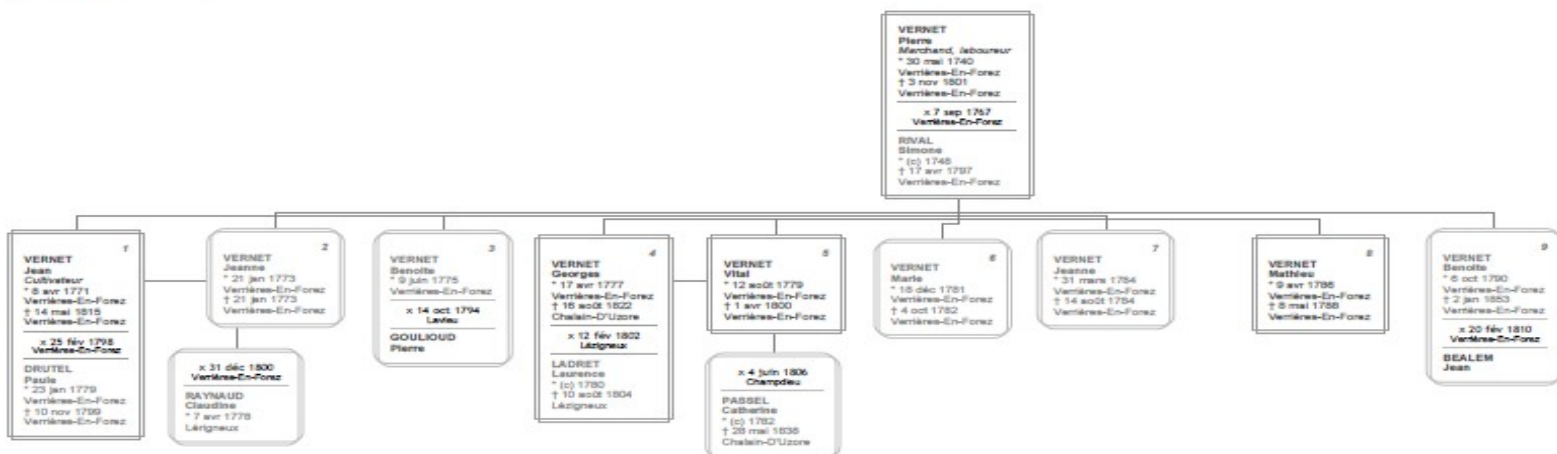 VERNET
Pierre
Marchand, laboureur
* 30 mai 1740
Verrières-En-Forez
† 3 nov 1801
Verrières-En-Forez
x 7 sep 1767
Verrières-En-Forez
RIVAL
Simone
* (c) 1748
† 17 avr 1797
Verrières-En-Forez
1
VERNET
Jean
Cultivateur
* 8 avr 1771
Verrières-En-Forez
† 14 mai 1815
Verrières-En-Forez
x 25 fév 1798
Verrières-En-Forez
DRUTEL
Paule
* 23 jan 1779
Verrières-En-Forez
† 10 nov 1799
Verrières-En-Forez
2
VERNET
Jeanne
* 21 jan 1773
Verrières-En-Forez
† 21 jan 1773
Verrières-En-Forez
x 31 déc 1800
Verrières-En-Forez
RAYNAUD
Claudine
* 7 avr 1778
Lérigneux
3
VERNET
Benoite
* 9 juin 1775
Verrières-En-Forez
x 14 oct 1794
Lavieu
GOULIOUD
Pierre
4
VERNET
Georges
* 17 avr 1777
Verrières-En-Forez
† 16 août 1822
Chalain-D'Uzore
x 12 fév 1802
Lézigneux
LADRET
Laurence
* (c) 1780
† 10 août 1804
Lézigneux
5
VERNET
Vital
* 12 août 1779
Verrières-En-Forez
† 1 avr 1800
Verrières-En-Forez
x 4 juin 1806
Champdieu
PASSEL
Catherine
* (c) 1782
† 28 mai 1838
Chalain-D'Uzore
6
VERNET
Marie
* 18 déc 1781
Verrières-En-Forez
† 4 oct 1782
Verrières-En-Forez
7
VERNET
Jeanne
* 31 mars 1784
Verrières-En-Forez
† 14 août 1784
Verrières-En-Forez
8
VERNET
Mathieu
* 9 avr 1786
Verrières-En-Forez
† 8 mai 1788
Verrières-En-Forez
9
VERNET
Benoite
* 6 oct 1790
Verrières-En-Forez
† 2 jan 1853
Verrières-En-Forez
x 20 fév 1810
Verrières-En-Forez
BEALEM
Jean